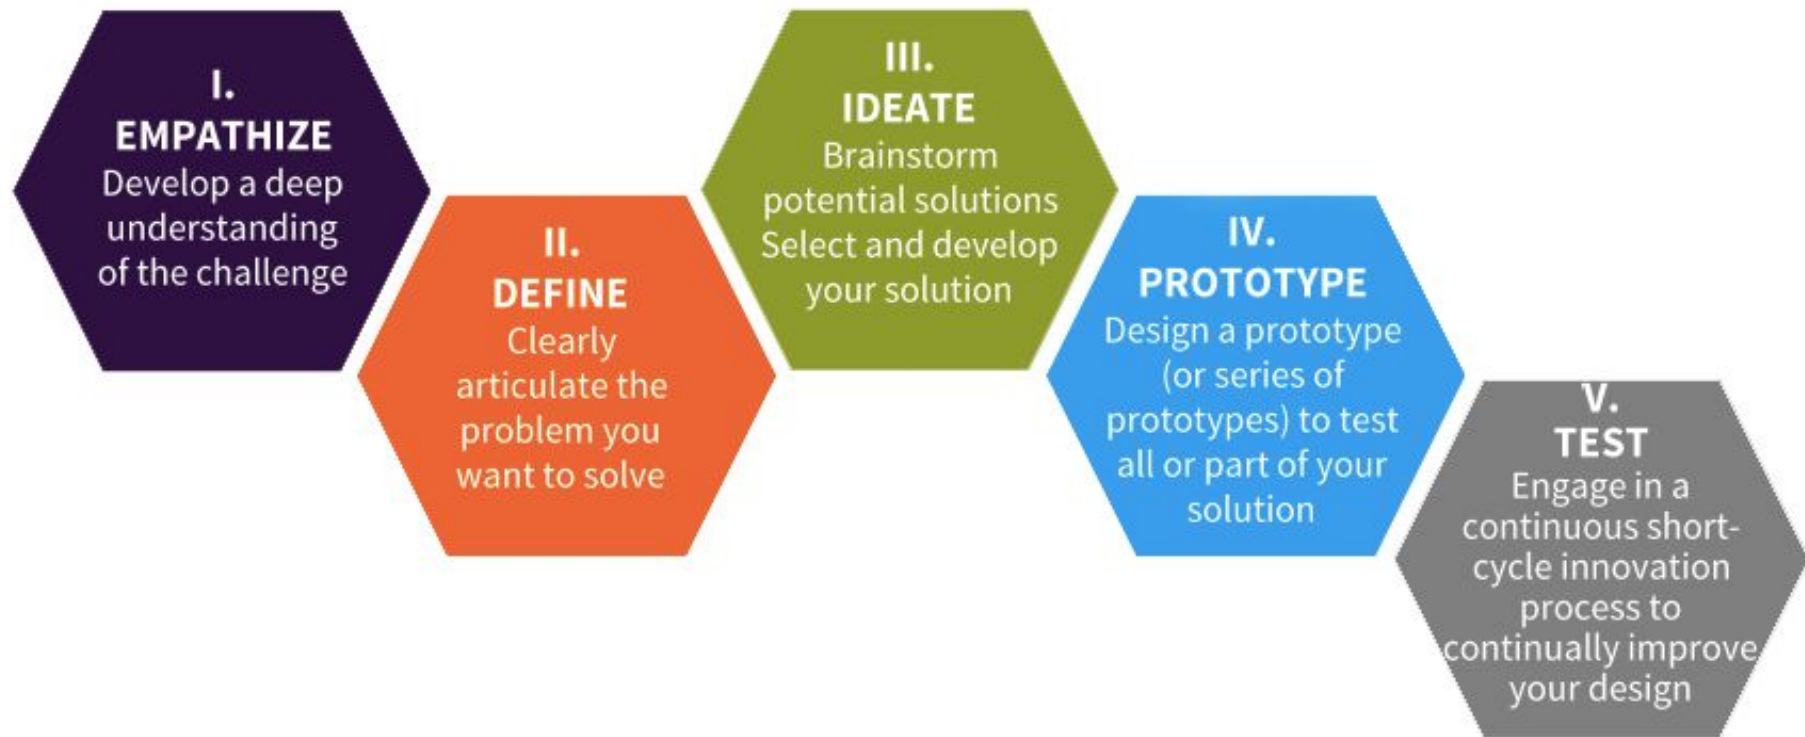 I.
EMPATHIZE
Develop a deep
understanding
of the challenge
II.
DEFINE
Clearly
articulate the
problem you
want to solve
III.
IDEATE
Brainstorm
potential solutions
Select and develop
your solution
IV.
PROTOTYPE
Design a prototype
(or series of
prototypes) to test
all or part of your
solution
V.
TEST
Engage in a
continuous short-
cycle innovation
process to
continually improve
your design